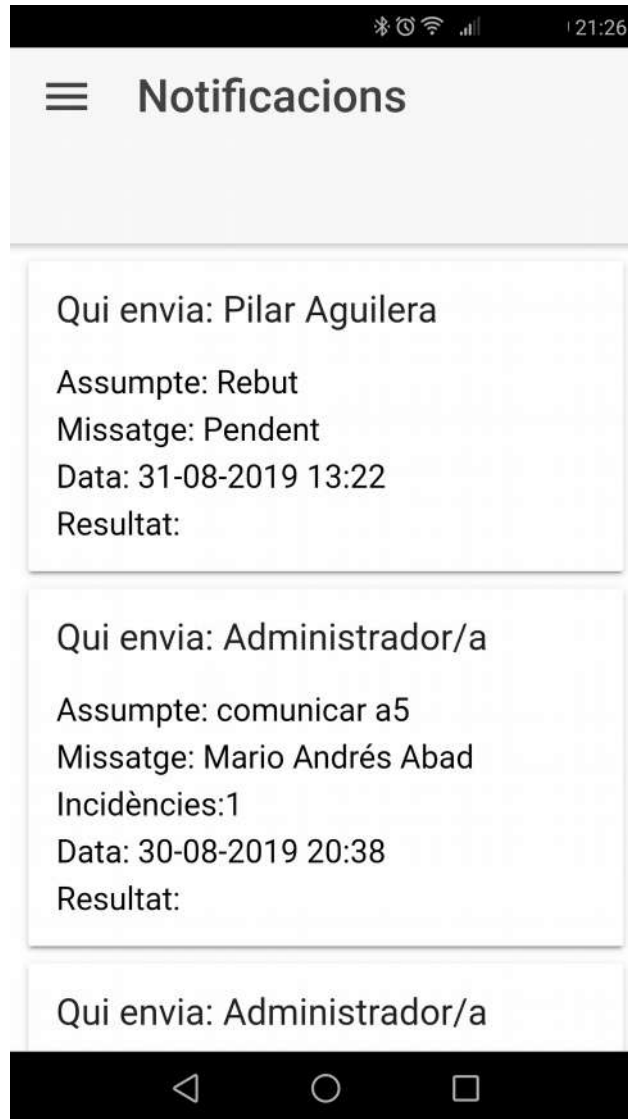 21:26
Notificacions
Qui envia: Pilar Aguilera
Assumpte: Rebut
Missatge: Pendent
Data: 31-08-2019 13:22
Resultat:
Qui envia: Administrador/a
Assumpte: comunicar a5
Missatge: Mario Andrés Abad
Incidències:1
Data: 30-08-2019 20:38
Resultat:
Qui envia: Administrador/a